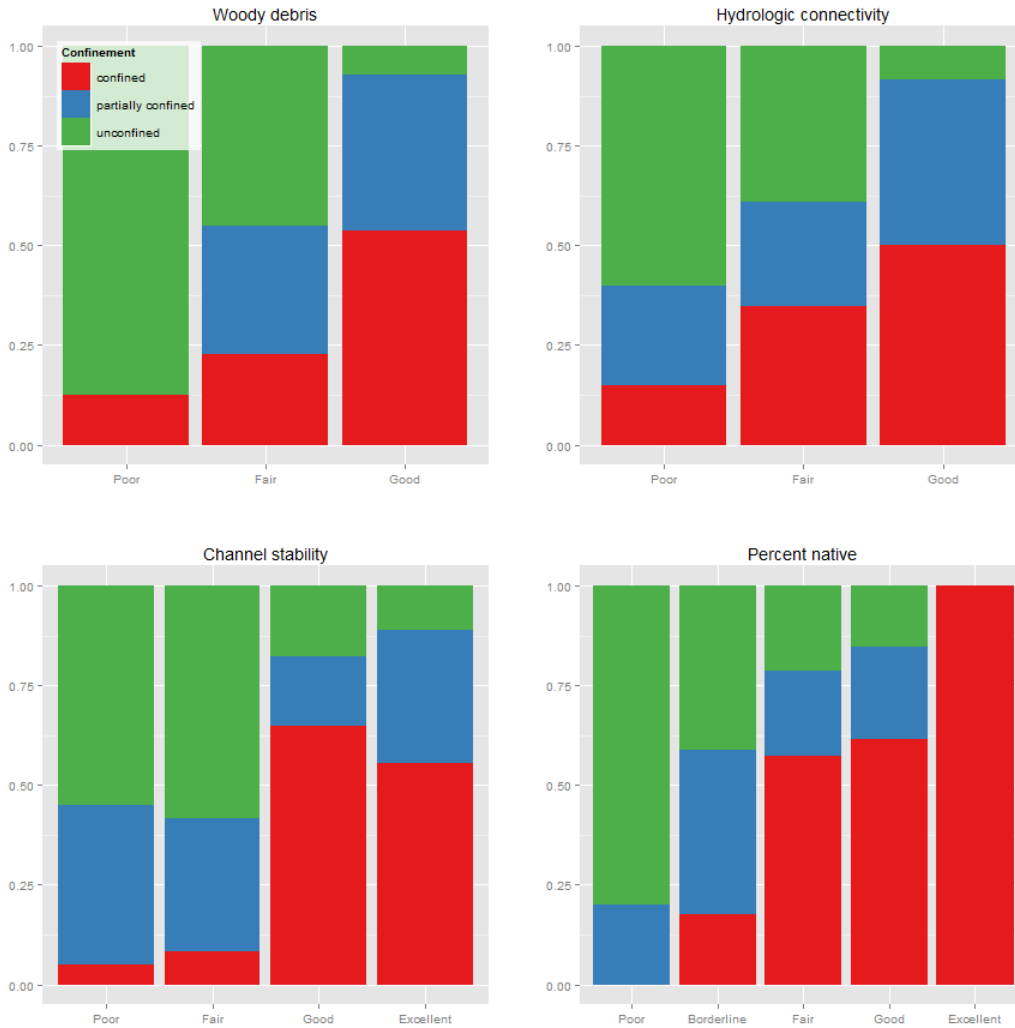 Woody debris
1.00
0.75
0.50
0.25
0.00
Confinement
confined
partially confined
unconfined
Poor Fair Good
Hydrologic connectivity
1.00
0.75
0.50
0.25
0.00
Poor Fair Good
Channel stability
1.00
0.75
0.50
0.25
0.00
Poor Fair Good Excellent
Percent native
1.00
0.75
0.50
0.25
0.00
Poor Borderline Fair Good Excellent